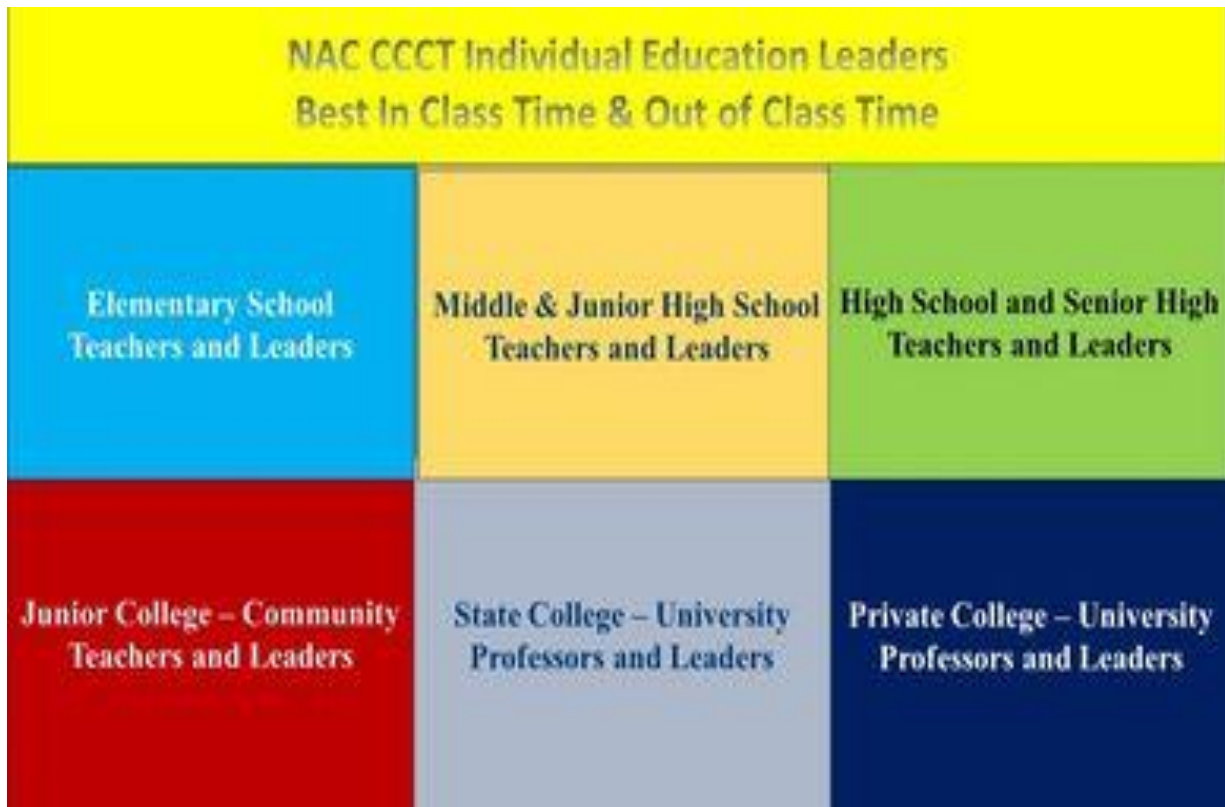 NAC CCCT Individual Education Leaders
Best In Class Time & Out of Class Time
Elementary School
Teachers and Leaders
Middle & Junior High School
Teachers and Leaders
High School and Senior High
Teachers and Leaders
Junior College – Community
Teachers and Leaders
State College – University
Professors and Leaders
Private College – University
Professors and Leaders